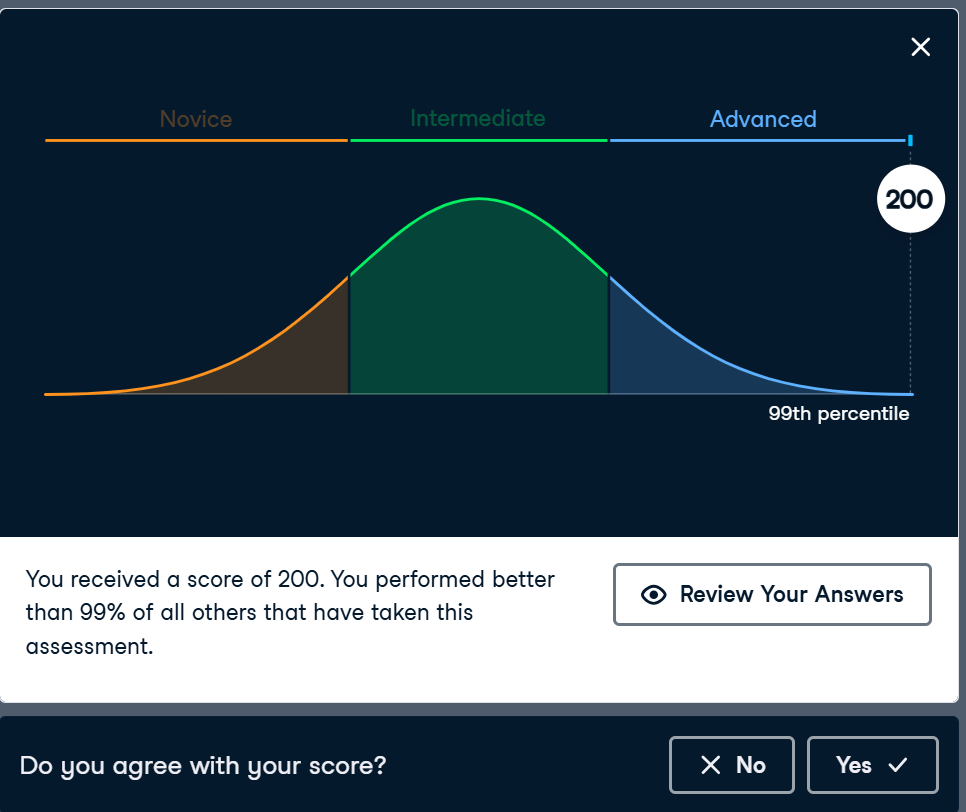 Novice
Intermediate
Advanced
200
99th percentile
You received a score of 200. You performed better
than 99% of all others that have taken this
assessment.
Review Your Answers
Do you agree with your score?
No
Yes